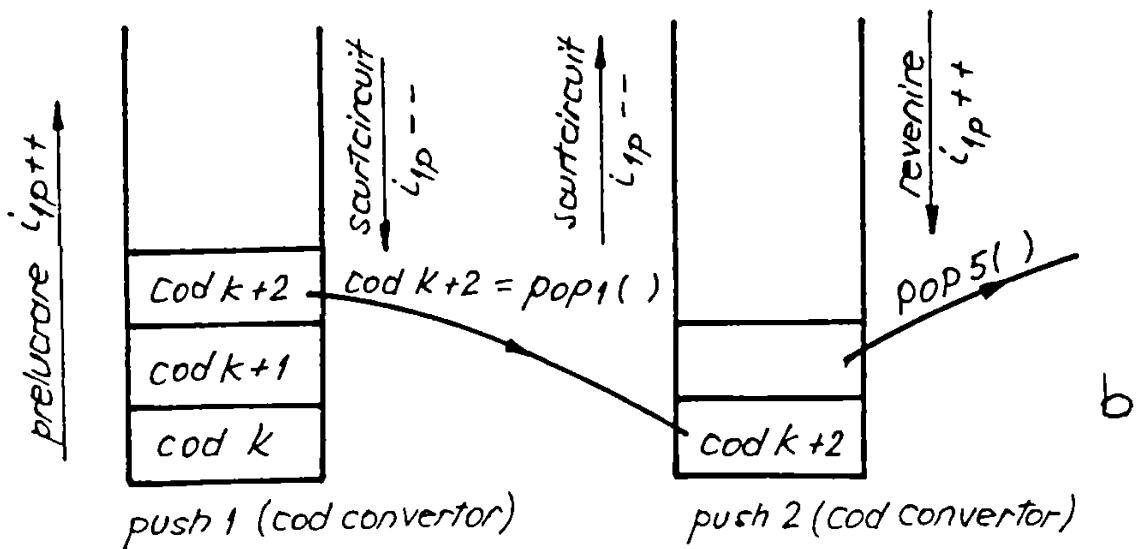 prelucrare i1p++
scurtcircuit
i1p--
scurtcircuit
i1p--
revenire
i1p++
cod k+2
cod k+2 = pop1( )
pop5( )
cod k+1
cod k
cod k+2
b
push 1 (cod convertor)
push 2 (cod convertor)